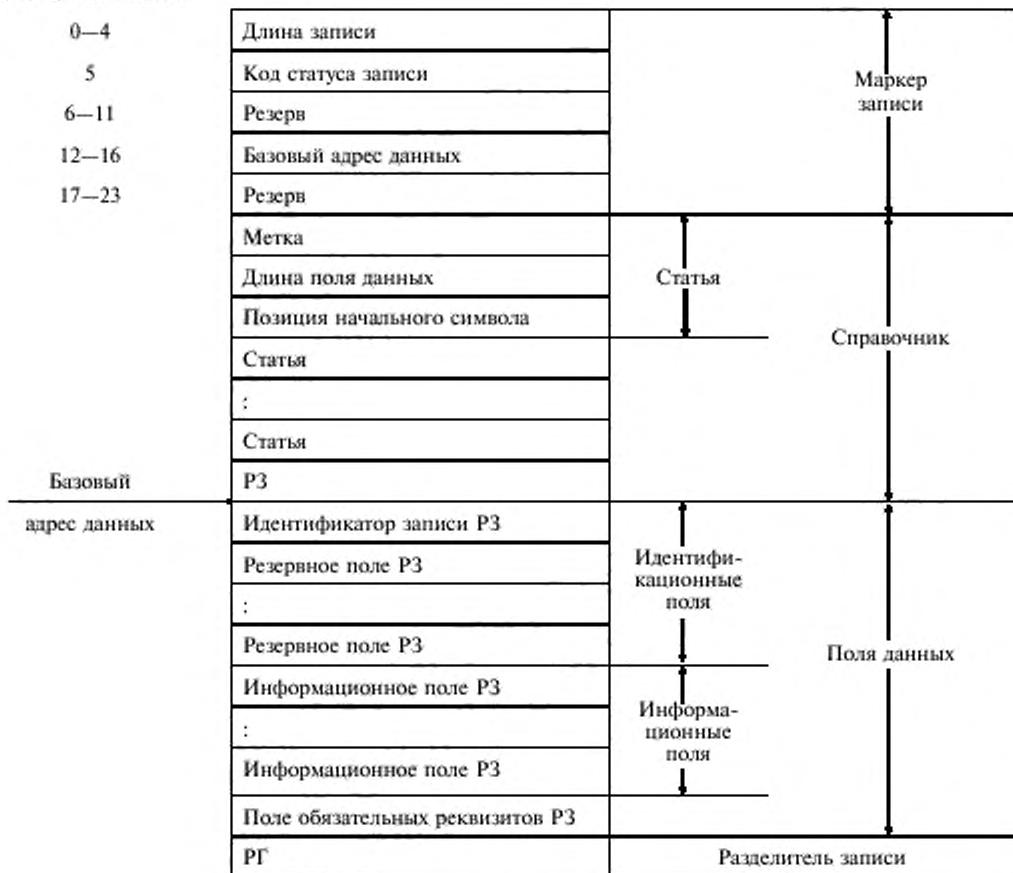 0—4 Длина записи
5 Код статуса записи
Маркер
записи
6—11 Резерв
12—16 Базовый адрес данных
17—23 Резерв
Метка
Длина поля данных
Статья
Позиция начального символа
Справочник
Статья
:
Статья
Базовый РЗ
адрес данных Идентификатор записи РЗ
Резервное поле РЗ
Идентифи-
кационные
поля
:
Резервное поле РЗ
Поля данных
Информационное поле РЗ
Информа-
ционные
поля
:
Информационное поле РЗ
Поле обязательных реквизитов РЗ
РГ Разделитель записи